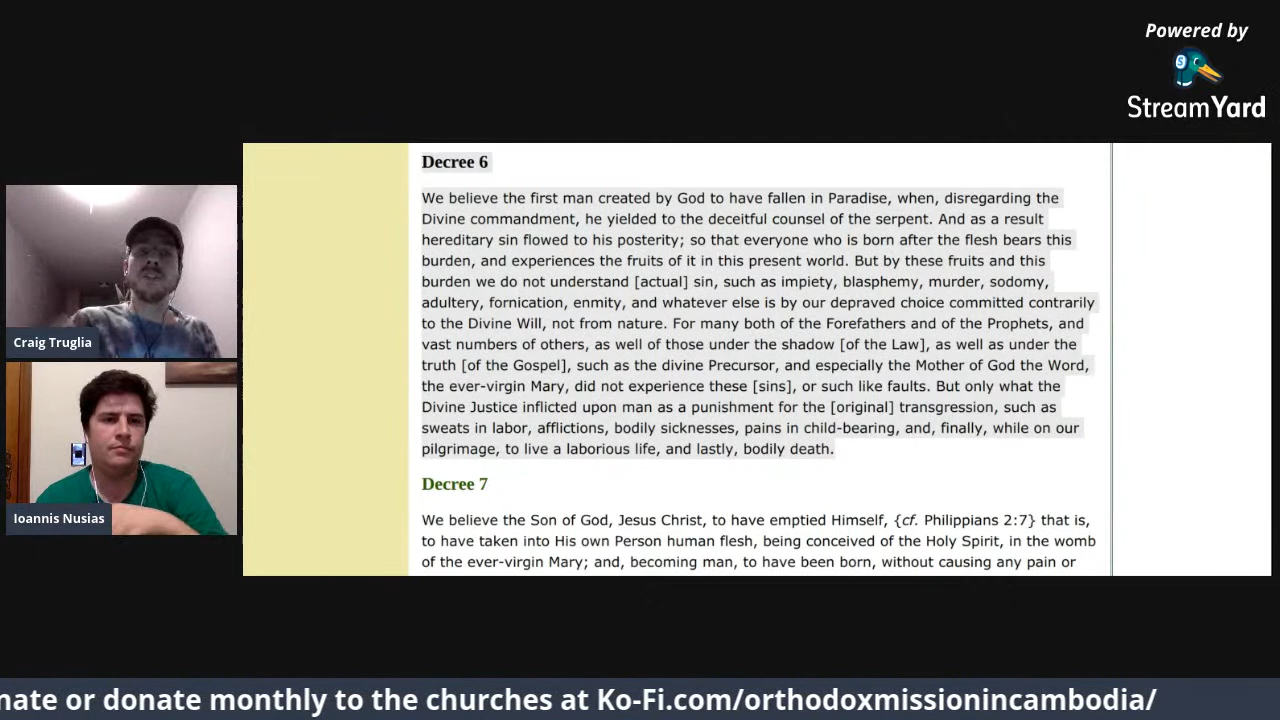 Powered by
StreamYard
Decree 6
We believe the first man created by God to have fallen in Paradise, when, disregarding the
Divine commandment, he yielded to the deceitful counsel of the serpent. And as a result
hereditary sin flowed to his posterity; so that everyone who is born after the flesh bears this
burden, and experiences the fruits of it in this present world. But by these fruits and this
burden we do not understand [actual] sin, such as impiety, blasphemy, murder, sodomy,
adultery, fornication, enmity, and whatever else is by our depraved choice committed contrarily
to the Divine Will, not from nature. For many both of the Forefathers and of the Prophets, and
vast numbers of others, as well of those under the shadow [of the Law], as well as under the
truth [of the Gospel], such as the divine Precursor, and especially the Mother of God the Word,
the ever-virgin Mary, did not experience these [sins], or such like faults. But only what the
Divine Justice inflicted upon man as a punishment for the [original] transgression, such as
sweats in labor, afflictions, bodily sicknesses, pains in child-bearing, and, finally, while on our
pilgrimage, to live a laborious life, and lastly, bodily death.
Decree 7
We believe the Son of God, Jesus Christ, to have emptied Himself, {cf. Philippians 2:7} that is,
to have taken into His own Person human flesh, being conceived of the Holy Spirit, in the womb
of the ever-virgin Mary; and, becoming man, to have been born, without causing any pain or
Craig Truglia
Ioannis Nusias
nate or donate monthly to the churches at Ko-Fi.com/orthodoxmissionincambodia/